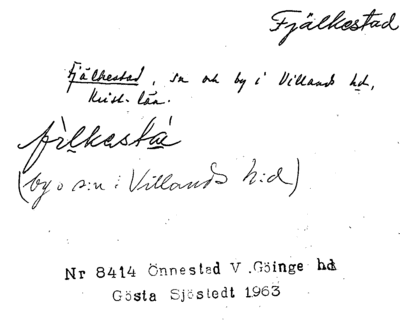 Fjälkestad
Fjälkestad, sn och by i Villands hd,
Krist. län.
fìlkestá
(by o s:n i Villands h:d)
Nr 8414 Önnestad V .Göinge hd
Gösta Sjöstedt 1963